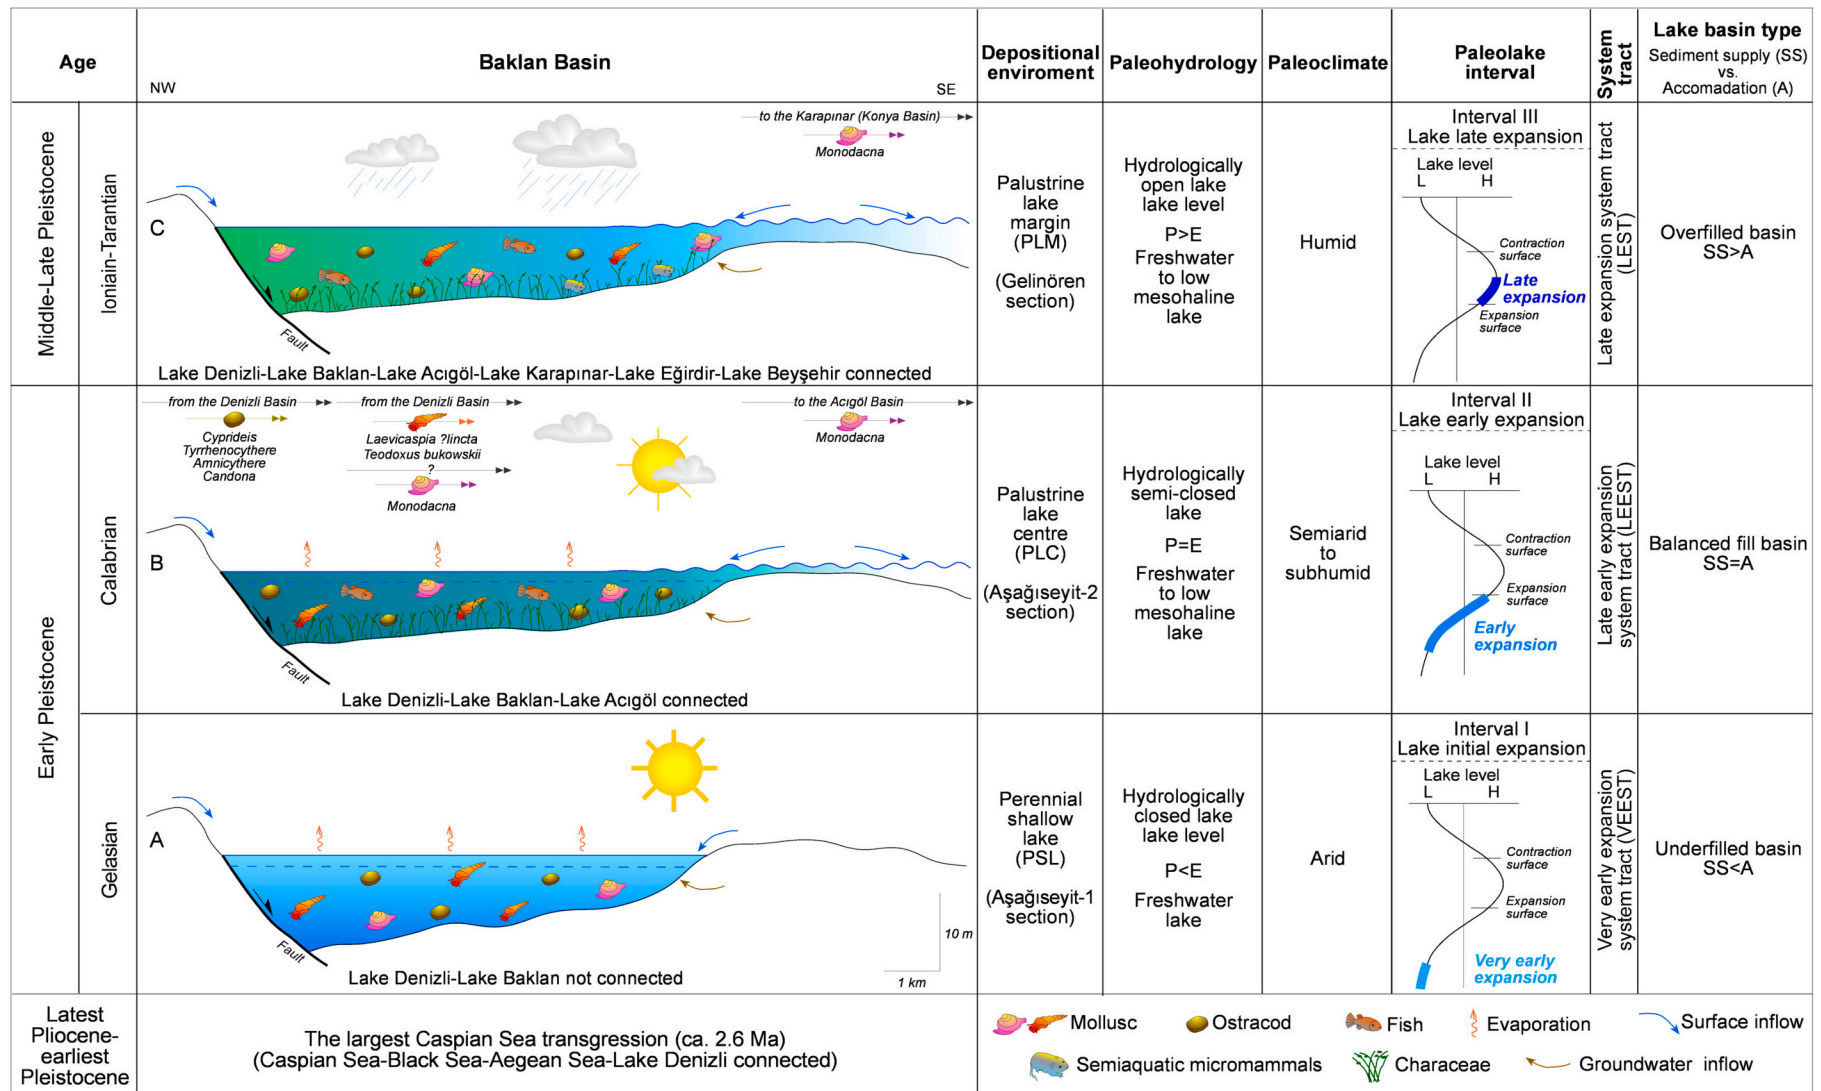 Age
Baklan Basin
NW
SE
Depositional
enviroment
Paleohydrology
Paleoclimate
Paleolake
interval
System
tract
Lake basin type
Sediment supply (SS)
vs.
Accomadation (A)
Middle-Late Pleistocene
Ioniain-Tarantian
C
to the Karapınar (Konya Basin)
Monodacna
Fault
Lake Denizli-Lake Baklan-Lake Acıgöl-Lake Karapınar-Lake Eğirdir-Lake Beyşehir connected
Palustrine
lake
margin
(PLM)
(Gelinören
section)
Hydrologically
open lake
lake level
P>E
Freshwater
to low
mesohaline
lake
Humid
Interval III
Lake late expansion
Lake level
L H
Contraction
surface
Late
expansion
Expansion
surface
Late expansion system tract
(LEST)
Overfilled basin
SS>A
Early Pleistocene
Calabrian
from the Denizli Basin
Cyprideis
Tyrrhenocythere
Amnicythere
Candona
from the Denizli Basin
Laevicaspia ?lincta
Teodoxus bukowskii
?
Monodacna
to the Acıgöl Basin
Monodacna
B
Fault
Lake Denizli-Lake Baklan-Lake Acıgöl connected
Palustrine
lake
centre
(PLC)
(Aşağıseyit-2
section)
Hydrologically
semi-closed
lake
P=E
Freshwater
to low
mesohaline
lake
Semiarid
to
subhumid
Interval II
Lake early expansion
Lake level
L H
Contraction
surface
Expansion
surface
Early
expansion
Late early expansion
system tract (LEEST)
Balanced fill basin
SS=A
Gelasian
A
Fault
Lake Denizli-Lake Baklan not connected
10 m
1 km
Perennial
shallow
lake
(PSL)
(Aşağıseyit-1
section)
Hydrologically
closed lake
lake level
P<E
Freshwater
lake
Arid
Interval I
Lake initial expansion
Lake level
L H
Contraction
surface
Expansion
surface
Very early
expansion
Very early expansion
system tract (VEEST)
Underfilled basin
SS<A
Latest
Pliocene-
earliest
Pleistocene
The largest Caspian Sea transgression (ca. 2.6 Ma)
(Caspian Sea-Black Sea-Aegean Sea-Lake Denizli connected)
Mollusc
Ostracod
Fish
Evaporation
Surface inflow
Semiaquatic micromammals
Characeae
Groundwater inflow